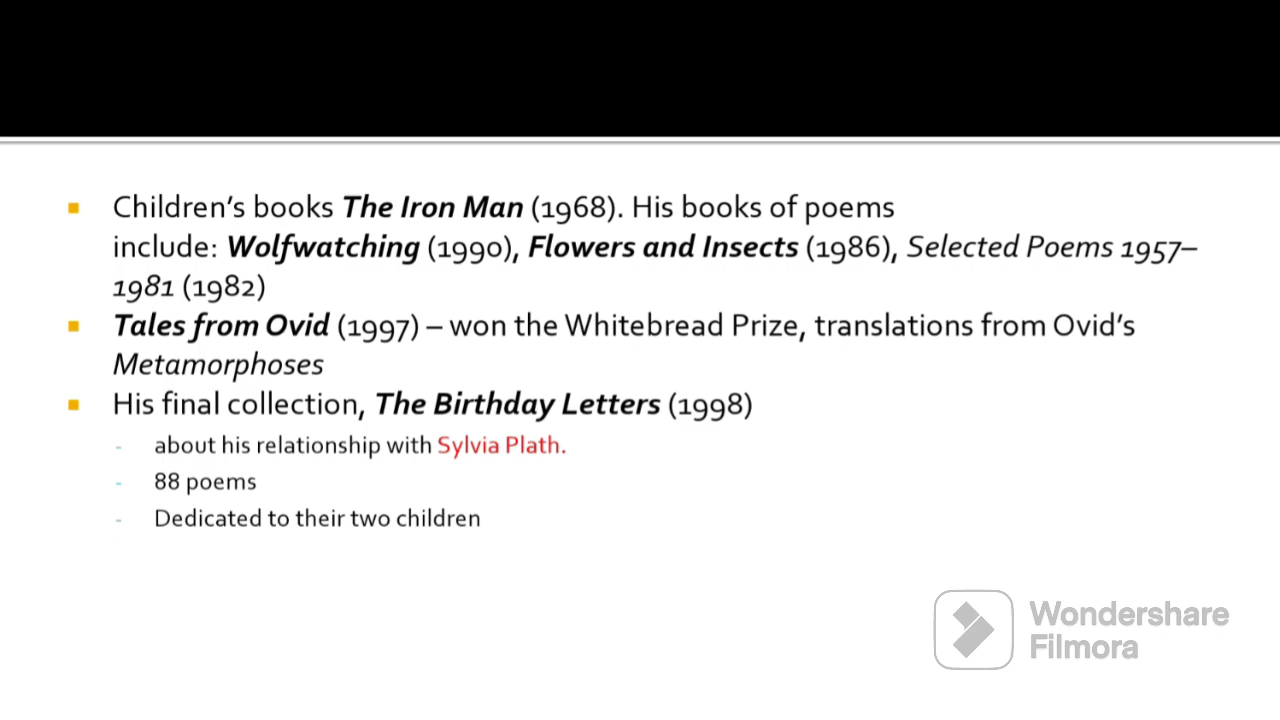 Children's books The Iron Man (1968). His books of poems
include: Wolfwatching (1990), Flowers and Insects (1986), Selected Poems 1957–
1981 (1982)
Tales from Ovid (1997) – won the Whitebread Prize, translations from Ovid's
Metamorphoses
His final collection, The Birthday Letters (1998)
- about his relationship with Sylvia Plath.
- 88 poems
- Dedicated to their two children
Wondershare
Filmora